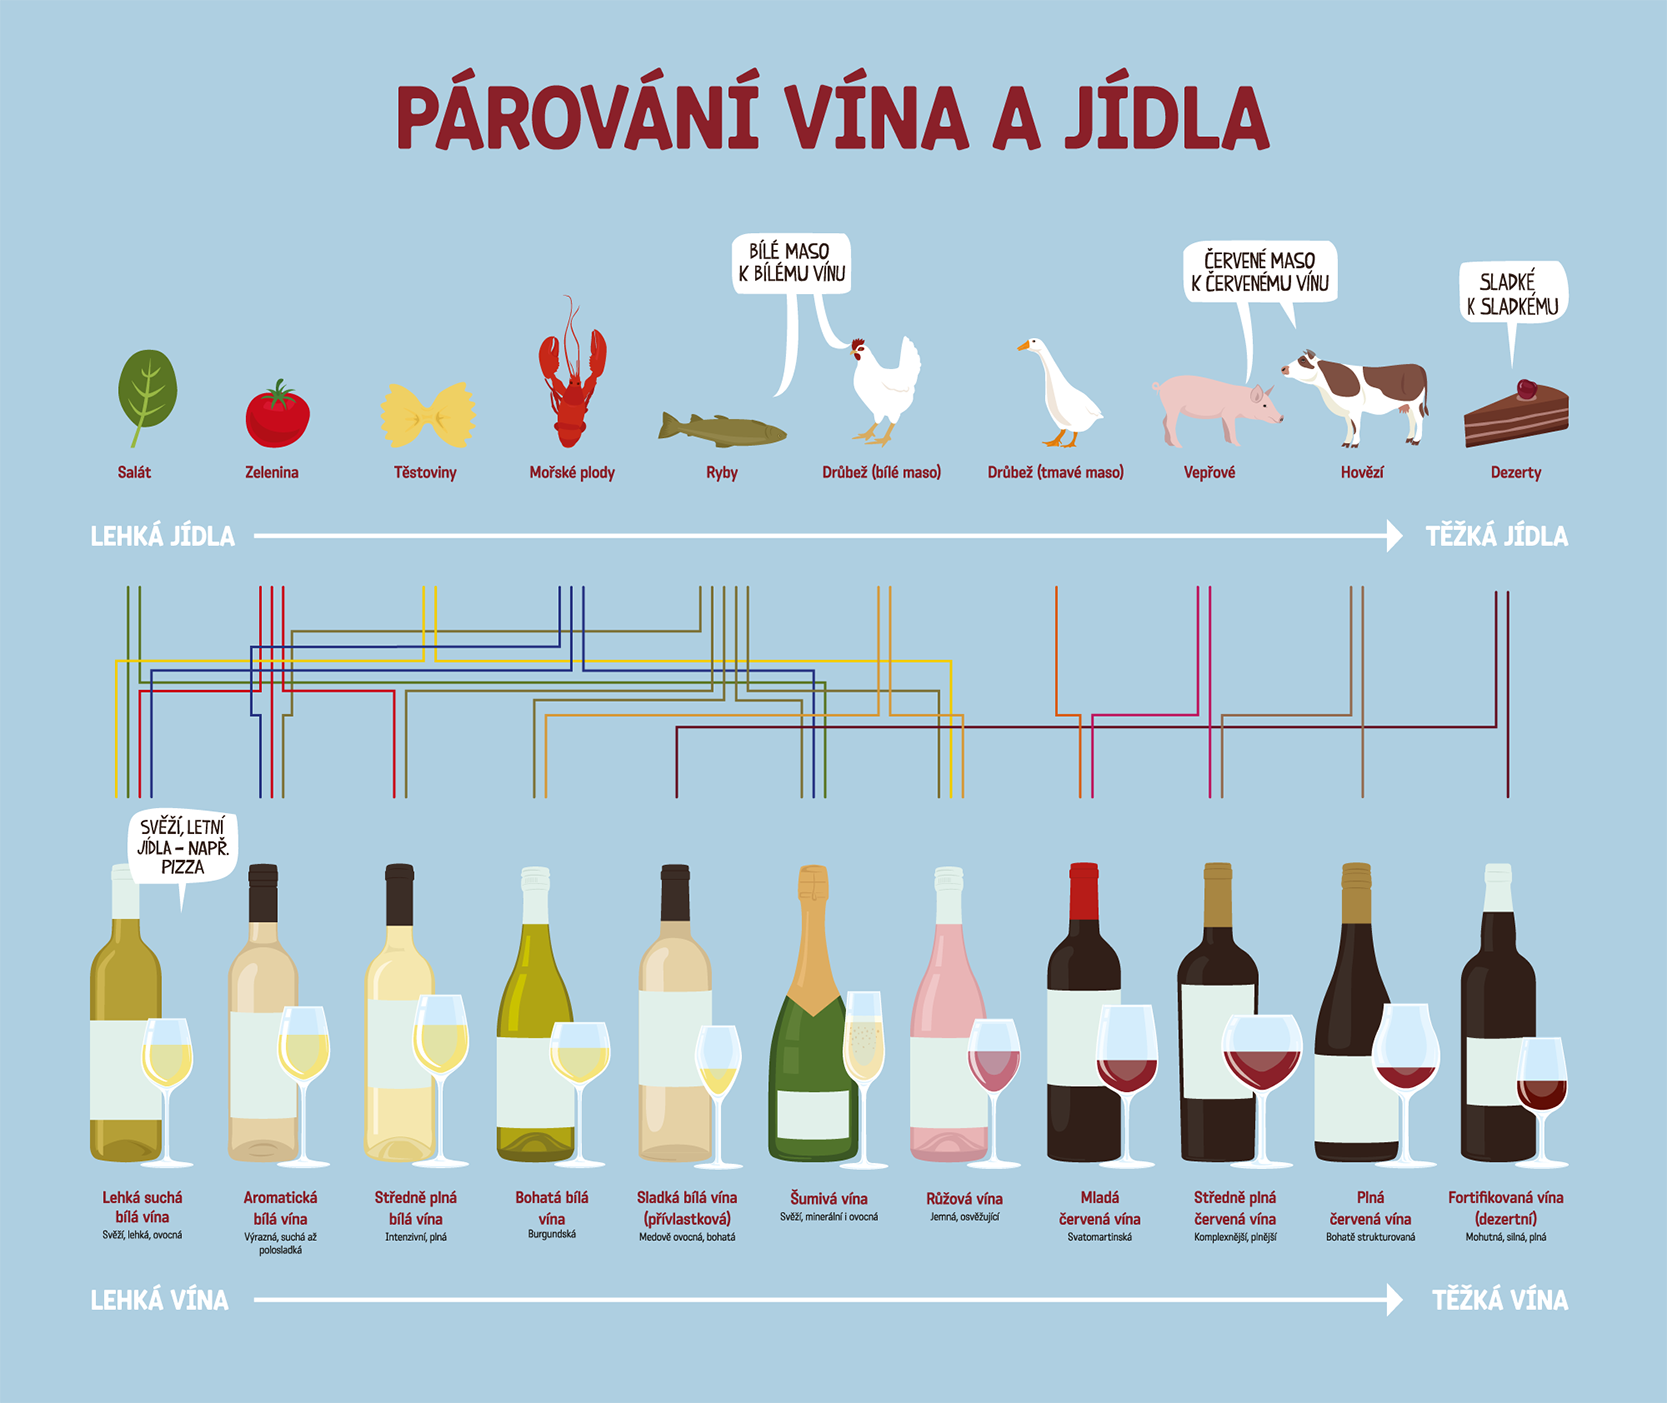 PÁROVÁNÍ VÍNA A JÍDLA
BÍLÉ MASO
K BÍLÉMU VÍNU
ČERVENÉ MASO
K ČERVENÉMU VÍNU
SLADKÉ
K SLADKÉMU
Salát
Zelenina
Těstoviny
Mořské plody
Ryby
Drůbež (bílé maso)
Drůbež (tmavé maso)
Vepřové
Hovězí
Dezerty
LEHKÁ JÍDLA
TĚŽKÁ JÍDLA
SVĚŽÍ, LETNÍ
JÍDLA – NAPŘ.
PIZZA
Lehká suchá
bílá vína
Svěží, lehká, ovocná
Aromatická
bílá vína
Výrazná, suchá až
polosladká
Středně plná
bílá vína
Intenzivní, plná
Bohatá bílá
vína
Burgundská
Sladká bílá vína
(přívlastková)
Medově ovocná, bohatá
Šumivá vína
Svěží, minerální i ovocná
Růžová vína
Jemná, osvěžující
Mladá
červená vína
Svatomartinská
Středně plná
červená vína
Komplexnější, plnější
Plná
červená vína
Bohatě strukturovaná
Fortifikovaná vína
(dezertní)
Mohutná, silná, plná
LEHKÁ VÍNA
TĚŽKÁ VÍNA